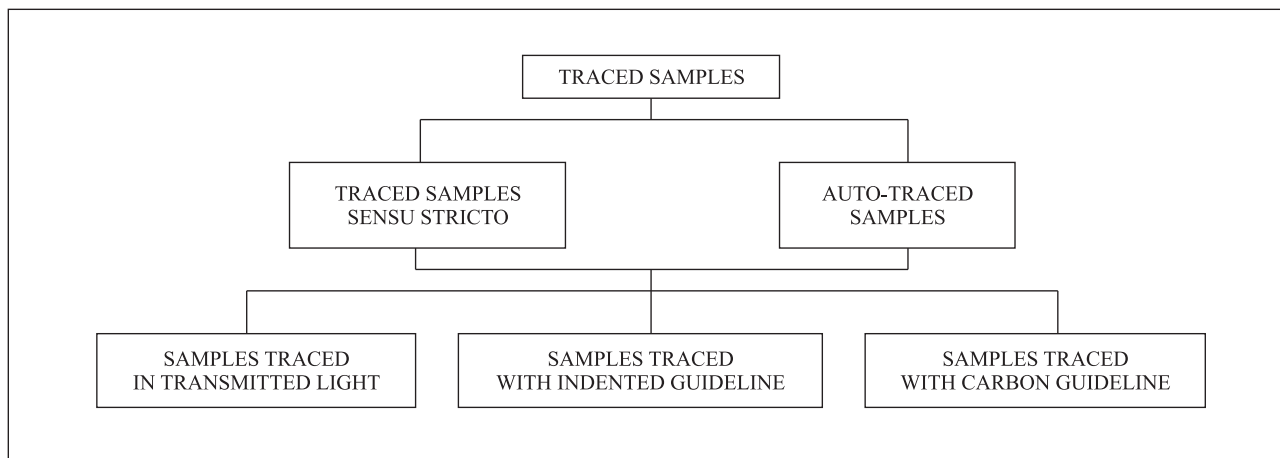 TRACED SAMPLES
TRACED SAMPLES
SENSU STRICTO
AUTO-TRACED
SAMPLES
SAMPLES TRACED
IN TRANSMITTED LIGHT
SAMPLES TRACED
WITH INDENTED GUIDELINE
SAMPLES TRACED
WITH CARBON GUIDELINE